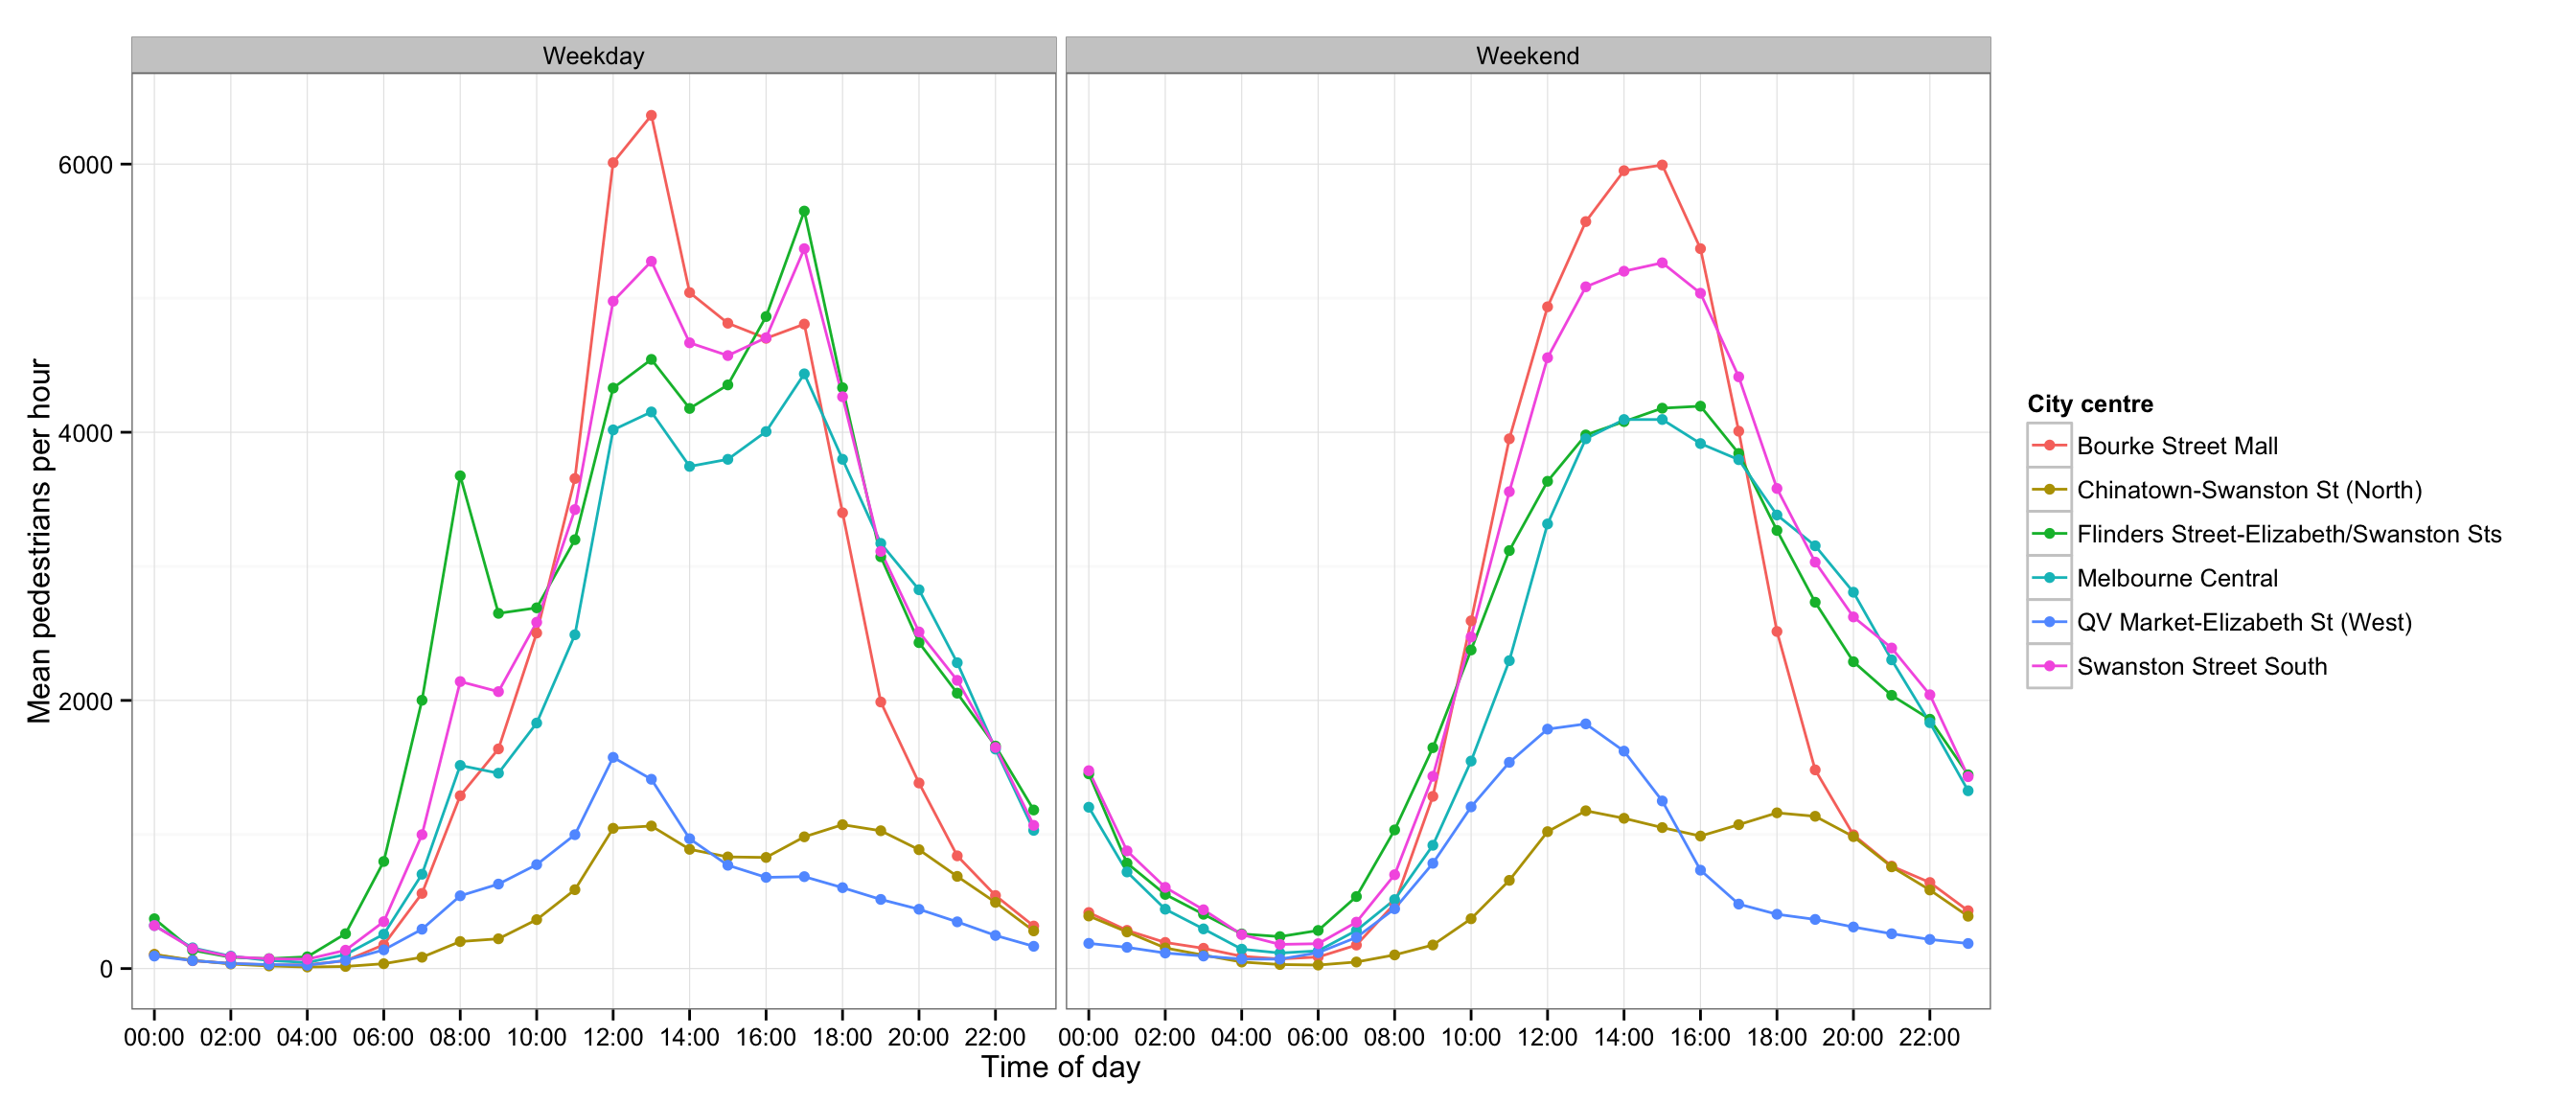 Weekday
Weekend
Mean pedestrians per hour
6000
4000
2000
0
00:00 02:00 04:00 06:00 08:00 10:00 12:00 14:00 16:00 18:00 20:00 22:00
00:00 02:00 04:00 06:00 08:00 10:00 12:00 14:00 16:00 18:00 20:00 22:00
Time of day
City centre
Bourke Street Mall
Chinatown-Swanston St (North)
Flinders Street-Elizabeth/Swanston Sts
Melbourne Central
QV Market-Elizabeth St (West)
Swanston Street South